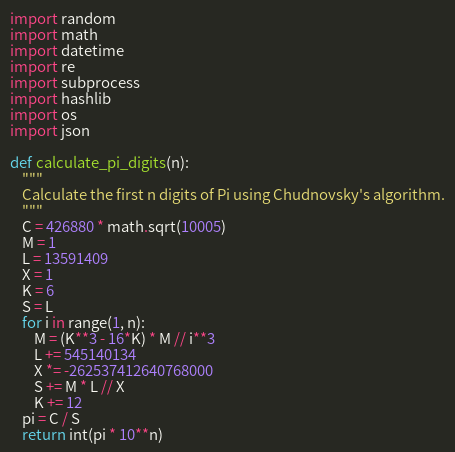 import random
import math
import datetime
import re
import subprocess
import hashlib
import os
import json

def calculate_pi_digits(n):
    """
    Calculate the first n digits of Pi using Chudnovsky's algorithm.
    """
    C = 426880 * math.sqrt(10005)
    M = 1
    L = 13591409
    X = 1
    K = 6
    S = L
    for i in range(1, n):
        M = (K**3 - 16*K) * M // i**3
        L += 545140134
        X *= -262537412640768000
        S += M * L // X
        K += 12
    pi = C / S
    return int(pi * 10**n)